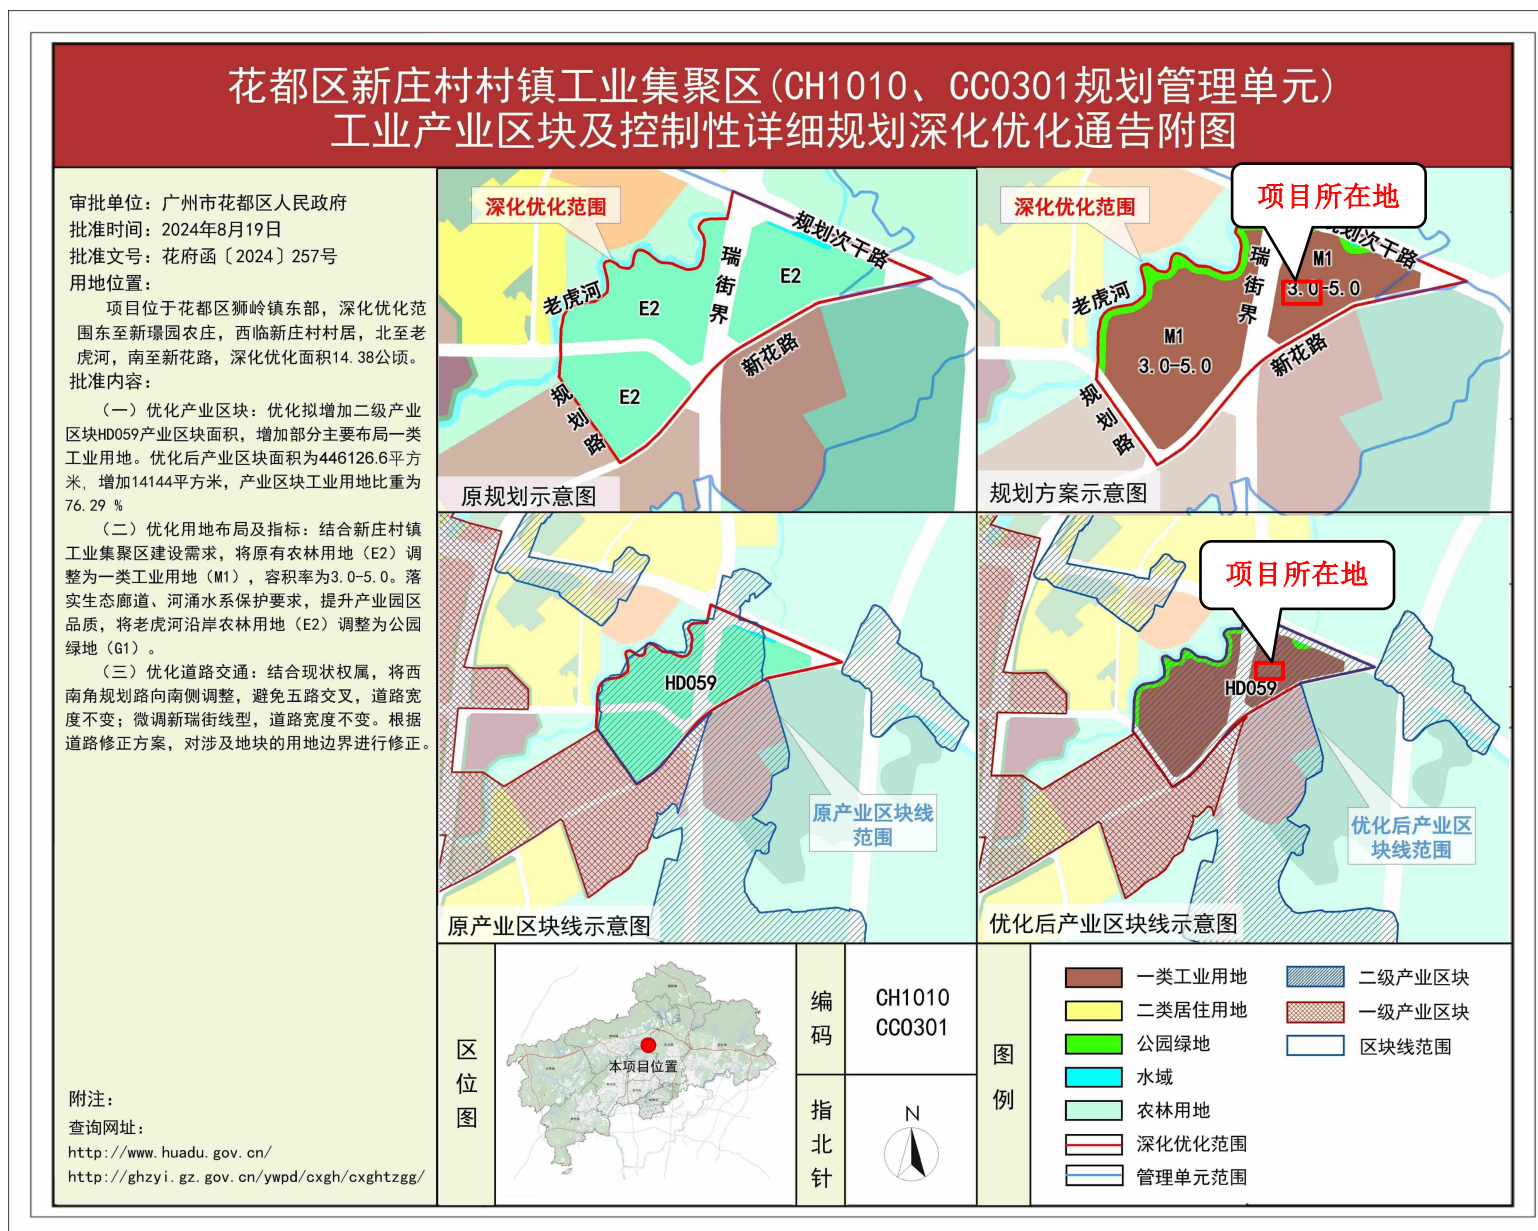 花都区新庄村村镇工业集聚区(CH1010、CC0301规划管理单元)
工业产业区块及控制性详细规划深化优化通告附图
审批单位：广州市花都区人民政府
批准时间：2024年8月19日
批准文号：花府函〔2024〕257号
用地位置：
项目位于花都区狮岭镇东部，深化优化范
围东至新璟园农庄，西临新庄村村居，北至老
虎河，南至新花路，深化优化面积14.38公顷。
批准内容：
（一）优化产业区块：优化拟增加二级产业
区块HD059产业区块面积，增加部分主要布局一类
工业用地。优化后产业区块面积为446126.6平方
米，增加14144平方米，产业区块工业用地比重为
76.29 %
（二）优化用地布局及指标：结合新庄村镇
工业集聚区建设需求，将原有农林用地（E2）调
整为一类工业用地（M1），容积率为3.0-5.0。落
实生态廊道、河涌水系保护要求，提升产业园区
品质，将老虎河沿岸农林用地（E2）调整为公园
绿地（G1）。
（三）优化道路交通：结合现状权属，将西
南角规划路向南侧调整，避免五路交叉，道路宽
度不变；微调新瑞街线型，道路宽度不变。根据
道路修正方案，对涉及地块的用地边界进行修正。
附注：
查询网址：
http://www.huadu.gov.cn/
http://ghzyj.gz.gov.cn/ywpd/cxgh/cxghtzgg/
深化优化范围
规划次干路
瑞街界
老虎河
E2
E2
E2
新花路
规划路
原规划示意图
深化优化范围
项目所在地
规划次干路
瑞街界
老虎河
M1
3.0-5.0
M1
3.0-5.0
新花路
规划路
规划方案示意图
HD059
原产业区块线
范围
原产业区块线示意图
项目所在地
HD059
优化后产业区
块线范围
优化后产业区块线示意图
区位图
本项目位置
编码
CH1010
CC0301
指北针
N
图例
一类工业用地
二类居住用地
公园绿地
水域
农林用地
深化优化范围
管理单元范围
二级产业区块
一级产业区块
区块线范围